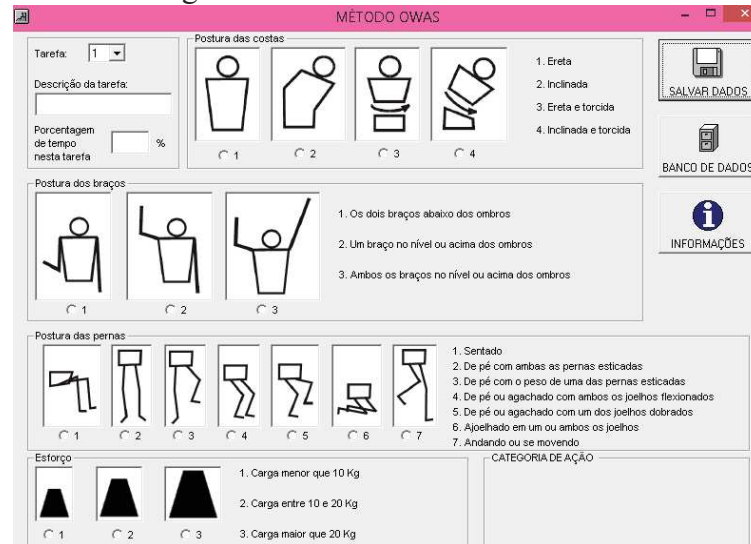 MÉTODO OWAS
Tarefa: 1
Descrição da tarefa:
Porcentagem
de tempo
nesta tarefa
%
Postura das costas
1 2 3 4
1. Ereta
2. Inclinada
3. Ereta e torcida
4. Inclinada e torcida
SALVAR DADOS
BANCO DE DADOS
INFORMAÇÕES
Postura dos braços
1 2 3
1. Os dois braços abaixo dos ombros
2. Um braço no nível ou acima dos ombros
3. Ambos os braços no nível ou acima dos ombros
Postura das pernas
1 2 3 4 5 6 7
1. Sentado
2. De pé com ambas as pernas esticadas
3. De pé com o peso de uma das pernas esticadas
4. De pé ou agachado com ambos os joelhos flexionados
5. De pé ou agachado com um dos joelhos dobrados
6. Ajoelhado em um ou ambos os joelhos
7. Andando ou se movendo
Esforço
1 2 3
1. Carga menor que 10 Kg
2. Carga entre 10 e 20 Kg
3. Carga maior que 20 Kg
CATEGORIA DE AÇÃO